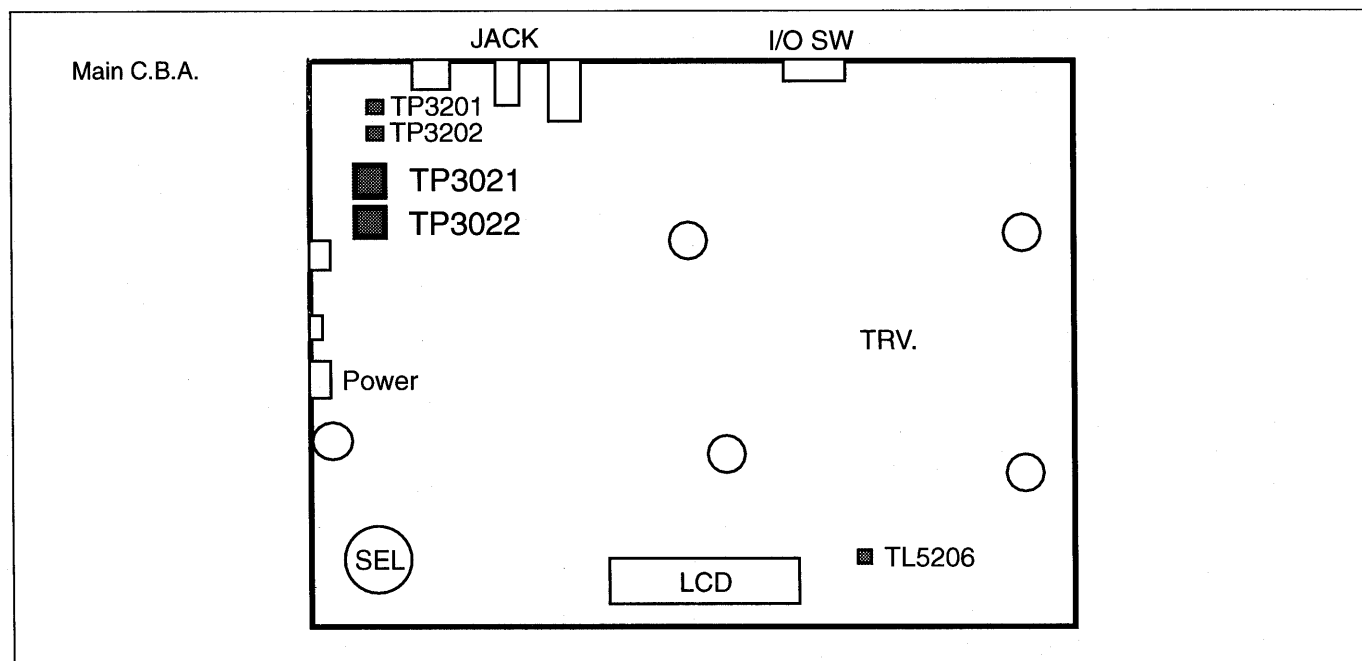 JACK
I/O SW
Main C.B.A.
TP3201
TP3202
TP3021
TP3022
TRV.
Power
SEL
LCD
TL5206